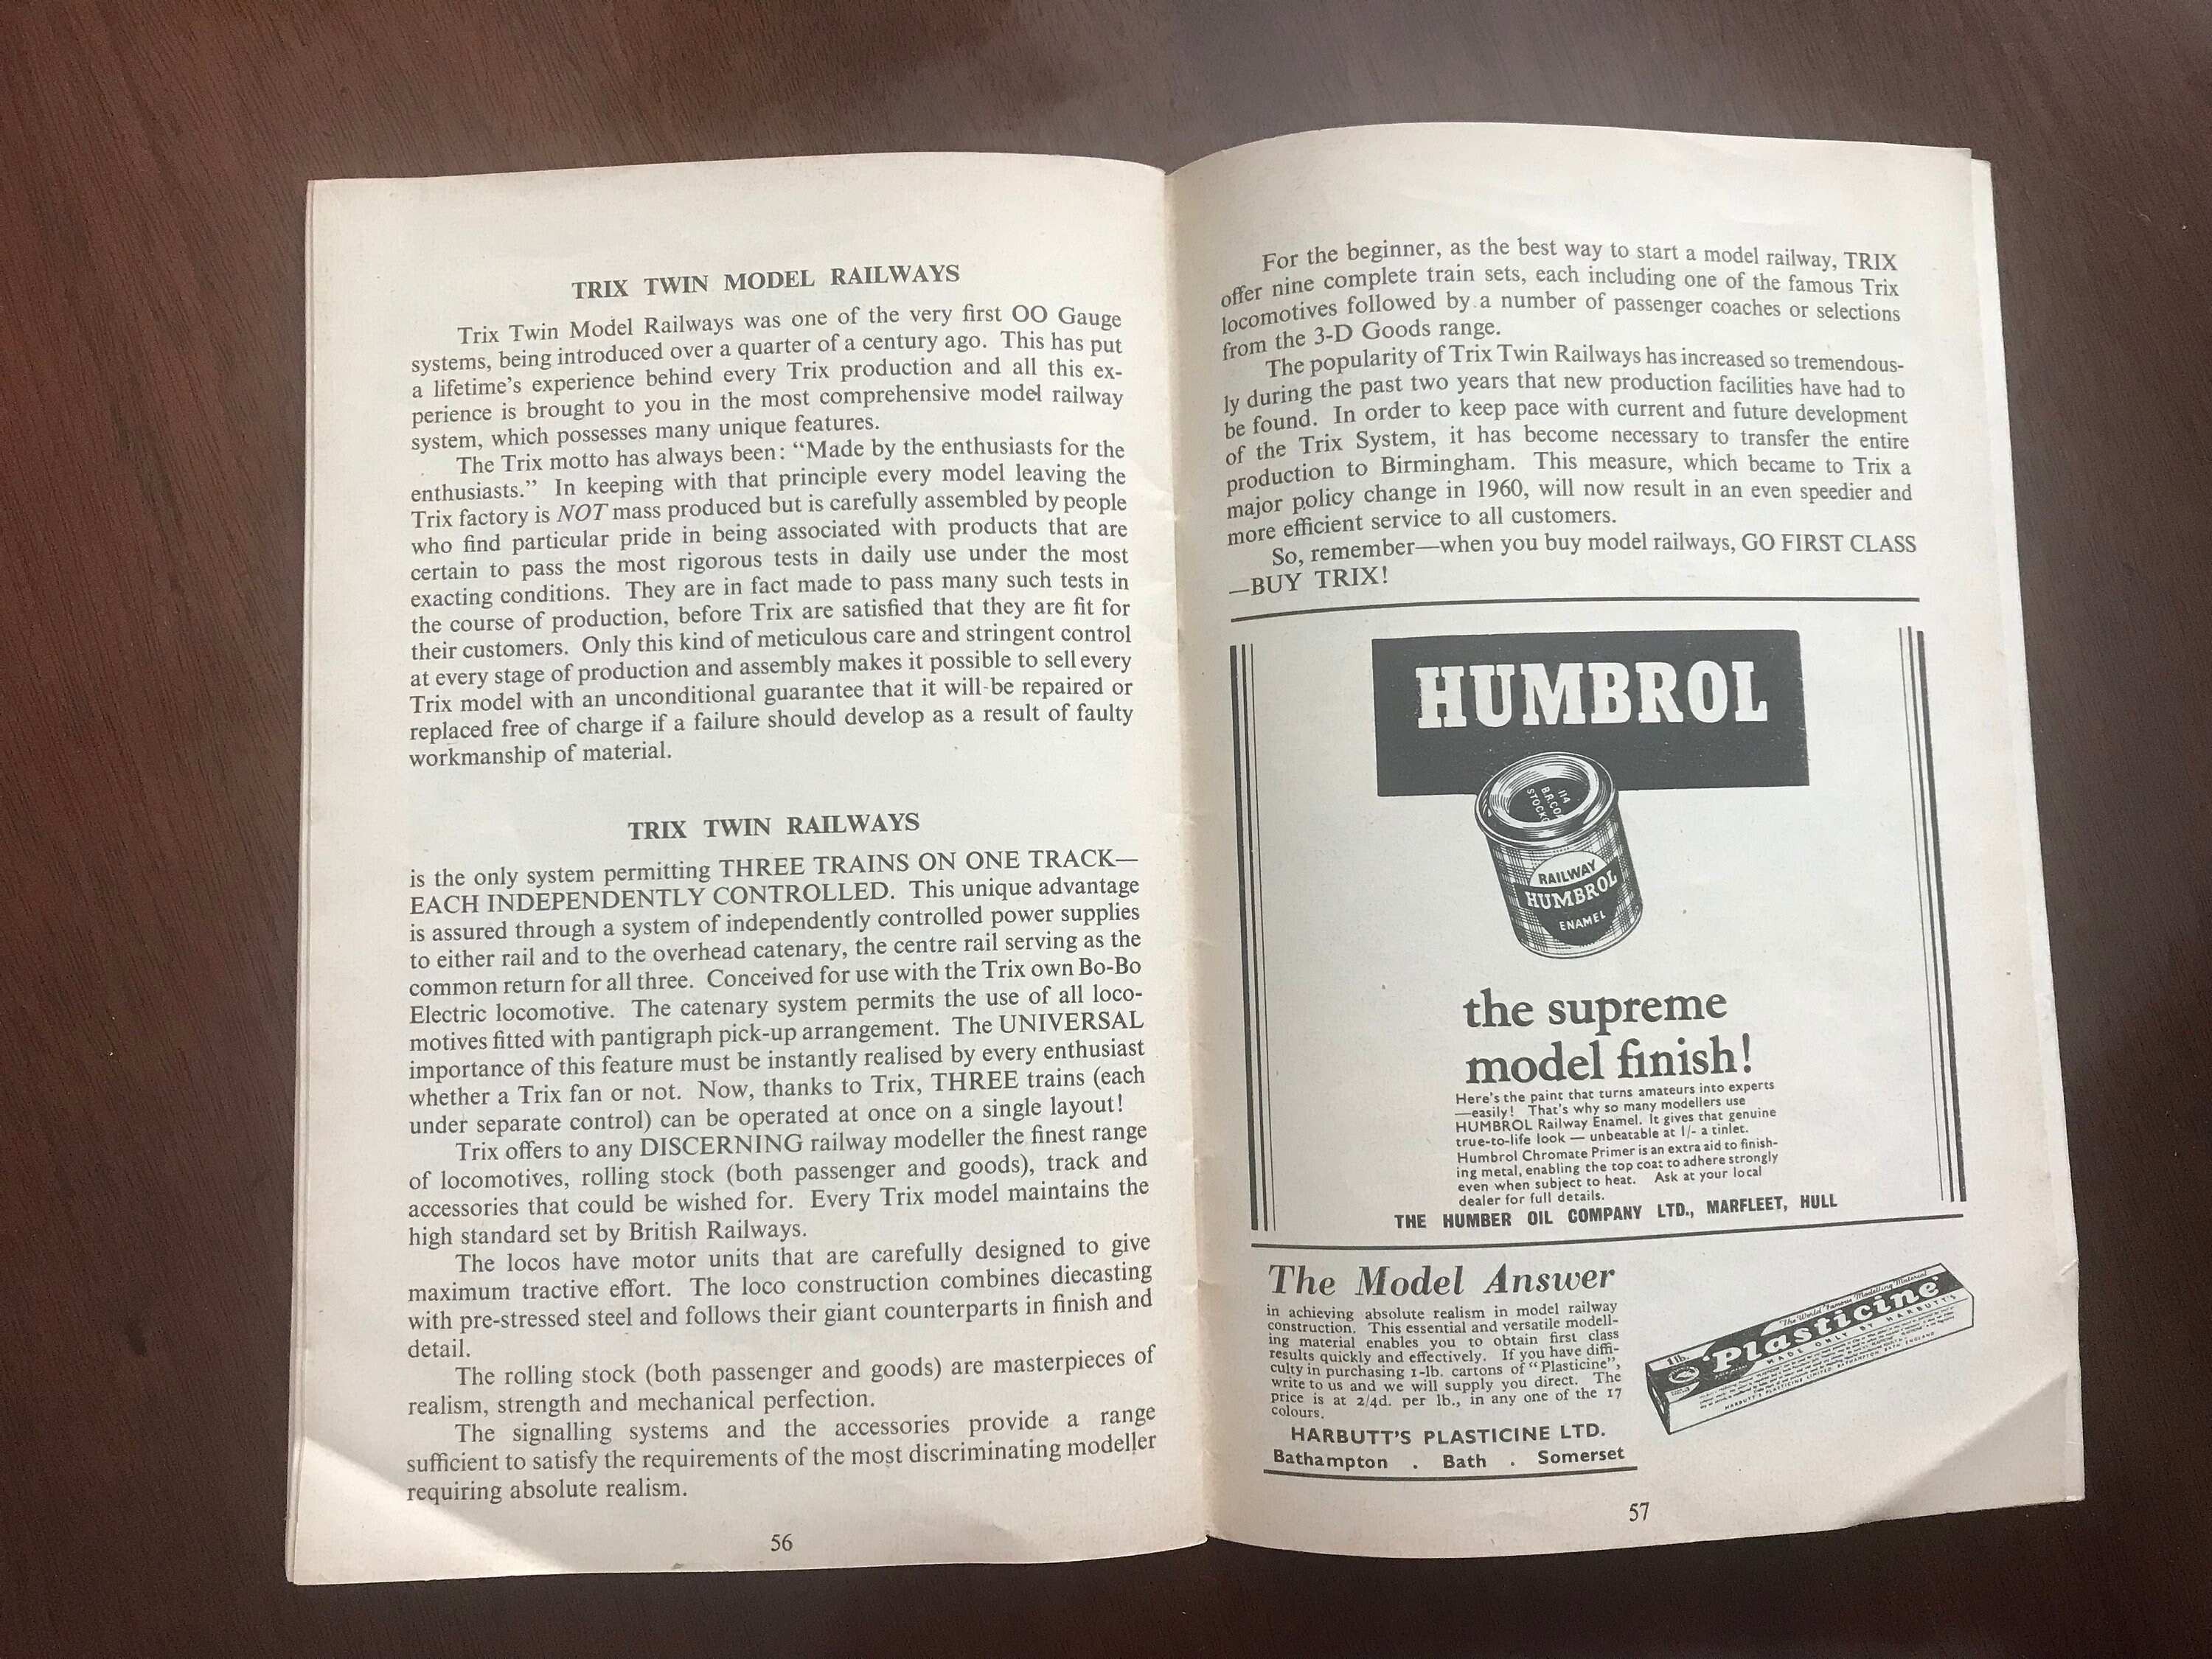 TRIX TWIN MODEL RAILWAYS
Trix Twin Model Railways was one of the very first OO Gauge
systems, being introduced over a quarter of a century ago. This has put
a lifetime's experience behind every Trix production and all this ex-
perience is brought to you in the most comprehensive model railway
system, which possesses many unique features.
The Trix motto has always been: “Made by the enthusiasts for the
enthusiasts.” In keeping with that principle every model leaving the
Trix factory is NOT mass produced but is carefully assembled by people
who find particular pride in being associated with products that are
certain to pass the most rigorous tests in daily use under the most
exacting conditions. They are in fact made to pass many such tests in
the course of production, before Trix are satisfied that they are fit for
their customers. Only this kind of meticulous care and stringent control
at every stage of production and assembly makes it possible to sell every
Trix model with an unconditional guarantee that it will be repaired or
replaced free of charge if a failure should develop as a result of faulty
workmanship of material.
TRIX TWIN RAILWAYS
is the only system permitting THREE TRAINS ON ONE TRACK—
EACH INDEPENDENTLY CONTROLLED. This unique advantage
is assured through a system of independently controlled power supplies
to either rail and to the overhead catenary, the centre rail serving as the
common return for all three. Conceived for use with the Trix own Bo-Bo
Electric locomotive. The catenary system permits the use of all loco-
motives fitted with pantigraph pick-up arrangement. The UNIVERSAL
importance of this feature must be instantly realised by every enthusiast
whether a Trix fan or not. Now, thanks to Trix, THREE trains (each
under separate control) can be operated at once on a single layout!
Trix offers to any DISCERNING railway modeller the finest range
of locomotives, rolling stock (both passenger and goods), track and
accessories that could be wished for. Every Trix model maintains the
high standard set by British Railways.
The locos have motor units that are carefully designed to give
maximum tractive effort. The loco construction combines diecasting
with pre-stressed steel and follows their giant counterparts in finish and
detail.
The rolling stock (both passenger and goods) are masterpieces of
realism, strength and mechanical perfection.
The signalling systems and the accessories provide a range
sufficient to satisfy the requirements of the most discriminating modeller
requiring absolute realism.
56
For the beginner, as the best way to start a model railway, TRIX
offer nine complete train sets, each including one of the famous Trix
locomotives followed by a number of passenger coaches or selections
from the 3-D Goods range.
The popularity of Trix Twin Railways has increased so tremendous-
ly during the past two years that new production facilities have had to
be found. In order to keep pace with current and future development
of the Trix System, it has become necessary to transfer the entire
production to Birmingham. This measure, which became to Trix a
major policy change in 1960, will now result in an even speedier and
more efficient service to all customers.
So, remember—when you buy model railways, GO FIRST CLASS
—BUY TRIX!
HUMBROL
114
B.R.CO
STOCK
RAILWAY
HUMBROL
ENAMEL
the supreme
model finish!
Here's the paint that turns amateurs into experts
—easily! That's why so many modellers use
HUMBROL Railway Enamel. It gives that genuine
true-to-life look — unbeatable at 1/- a tinlet.
Humbrol Chromate Primer is an extra aid to finish-
ing metal, enabling the top coat to adhere strongly
even when subject to heat. Ask at your local
dealer for full details.
THE HUMBER OIL COMPANY LTD., MARFLEET, HULL
The Model Answer
in achieving absolute realism in model railway
construction. This essential and versatile modell-
ing material enables you to obtain first class
results quickly and effectively. If you have diffi-
culty in purchasing 1-lb. cartons of “Plasticine”,
write to us and we will supply you direct. The
price is at 2/4d. per lb., in any one of the 17
colours.
HARBUTT'S PLASTICINE LTD.
Bathampton . Bath . Somerset
The World Famous Modelling Material
1 lb. 'Plasticine'
MADE ONLY BY HARBUTT'S
HARBUTT'S PLASTICINE LIMITED, BATHAMPTON, BATH, ENGLAND
57